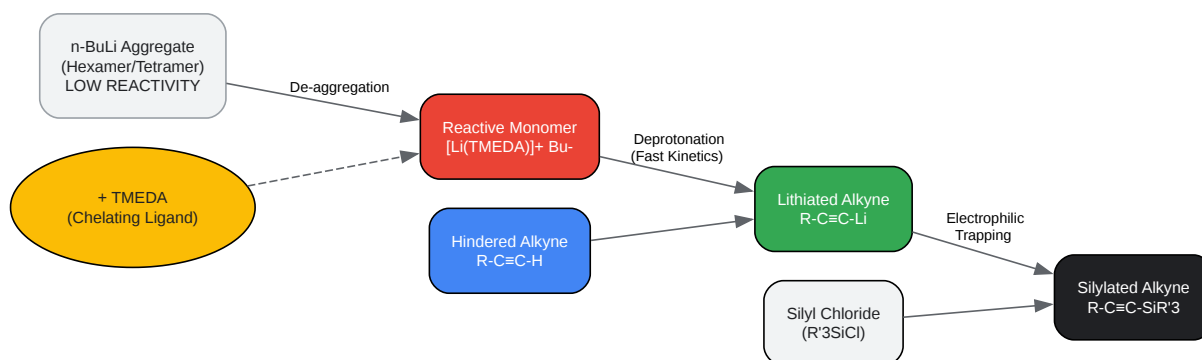 n-BuLi Aggregate
(Hexamer/Tetramer)
LOW REACTIVITY
De-aggregation
+ TMEDA
(Chelating Ligand)
Reactive Monomer
[Li(TMEDA)]+ Bu-
Deprotonation
(Fast Kinetics)
Hindered Alkyne
R-C≡C-H
Lithiated Alkyne
R-C≡C-Li
Electrophilic
Trapping
Silyl Chloride
(R'3SiCl)
Silylated Alkyne
R-C≡C-SiR'3